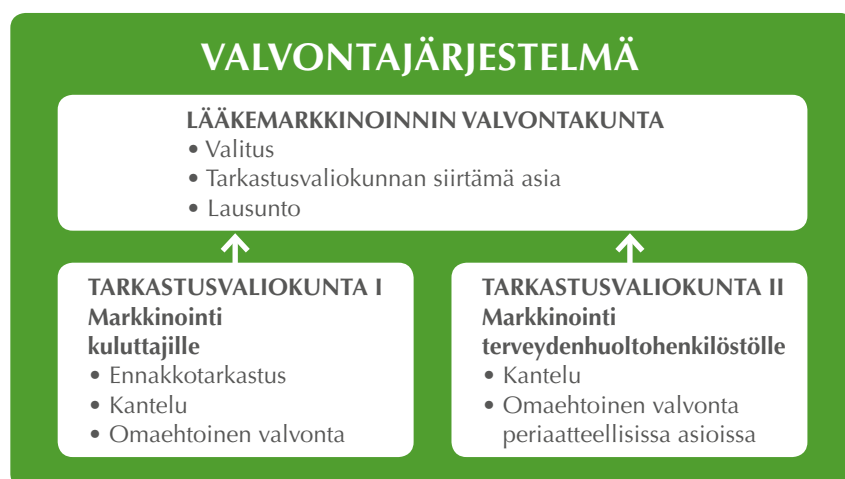 VALVONTAJÄRJESTELMÄ
LÄÄKEMARKKINOINNIN VALVONTAKUNTA
• Valitus
• Tarkastusvaliokunnan siirtämä asia
• Lausunto
TARKASTUSVALIOKUNTA I
Markkinointi
kuluttajille
• Ennakkotarkastus
• Kantelu
• Omaehtoinen valvonta
TARKASTUSVALIOKUNTA II
Markkinointi
terveydenhuoltohenkilöstölle
• Kantelu
• Omaehtoinen valvonta
periaatteellisissa asioissa